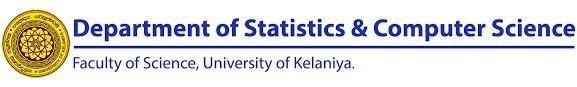 Department of Statistics & Computer Science
Faculty of Science, University of Kelaniya.